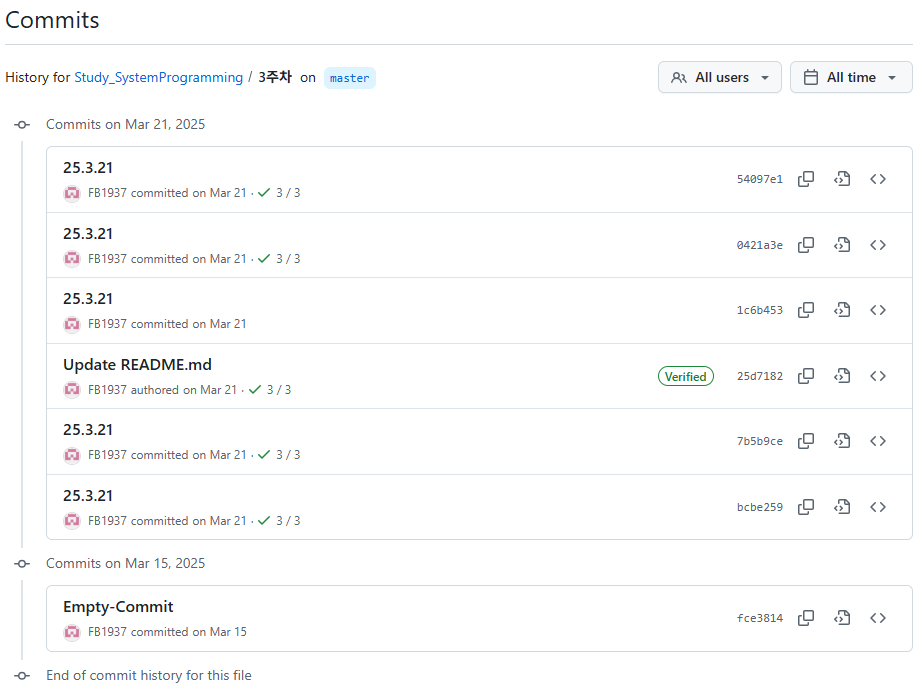 Commits
History for Study_SystemProgramming / 3주차 on master
All users
All time
Commits on Mar 21, 2025
25.3.21
FB1937 committed on Mar 21 · 3 / 3
54097e1
25.3.21
FB1937 committed on Mar 21 · 3 / 3
0421a3e
25.3.21
FB1937 committed on Mar 21
1c6b453
Update README.md
FB1937 authored on Mar 21 · 3 / 3
Verified
25d7182
25.3.21
FB1937 committed on Mar 21 · 3 / 3
7b5b9ce
25.3.21
FB1937 committed on Mar 21 · 3 / 3
bcbe259
Commits on Mar 15, 2025
Empty-Commit
FB1937 committed on Mar 15
fce3814
End of commit history for this file